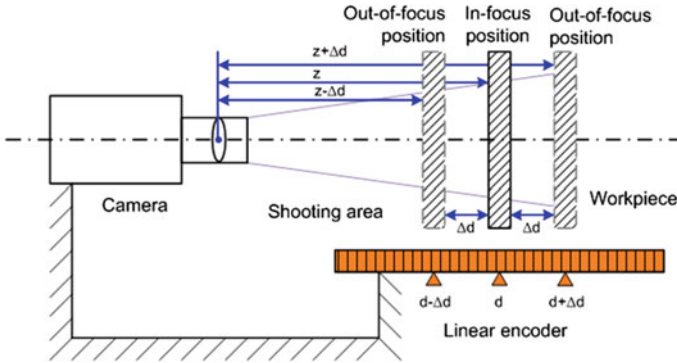 Out-of-focus
position
In-focus
position
Out-of-focus
position
z+Δd
z
z-Δd
Camera
Shooting area
Workpiece
Δd
Δd
d-Δd
d
d+Δd
Linear encoder